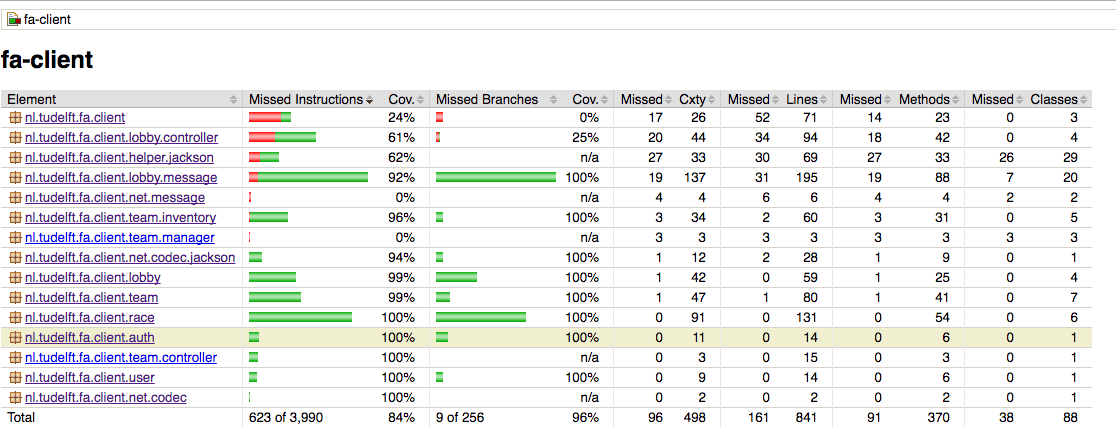 fa-client
fa-client
Element Missed Instructions Cov. Missed Branches Cov. Missed Cxty Missed Lines Missed Methods Missed Classes
nl.tudelft.fa.client 24% 0% 17 26 52 71 14 23 0 3
nl.tudelft.fa.client.lobby.controller 61% 25% 20 44 34 94 18 42 0 4
nl.tudelft.fa.client.helper.jackson 62% n/a 27 33 30 69 27 33 26 29
nl.tudelft.fa.client.lobby.message 92% 100% 19 137 31 195 19 88 7 20
nl.tudelft.fa.client.net.message 0% n/a 4 4 6 6 4 4 2 2
nl.tudelft.fa.client.team.inventory 96% 100% 3 34 2 60 3 31 0 5
nl.tudelft.fa.client.team.manager 0% n/a 3 3 3 3 3 3 3 3
nl.tudelft.fa.client.net.codec.jackson 94% 100% 1 12 2 28 1 9 0 1
nl.tudelft.fa.client.lobby 99% 100% 1 42 0 59 1 25 0 4
nl.tudelft.fa.client.team 99% 100% 1 47 1 80 1 41 0 7
nl.tudelft.fa.client.race 100% 100% 0 91 0 131 0 54 0 6
nl.tudelft.fa.client.auth 100% 100% 0 11 0 14 0 6 0 1
nl.tudelft.fa.client.team.controller 100% n/a 0 3 0 15 0 3 0 1
nl.tudelft.fa.client.user 100% 100% 0 9 0 14 0 6 0 1
nl.tudelft.fa.client.net.codec 100% n/a 0 2 0 2 0 2 0 1
Total 623 of 3,990 84% 9 of 256 96% 96 498 161 841 91 370 38 88